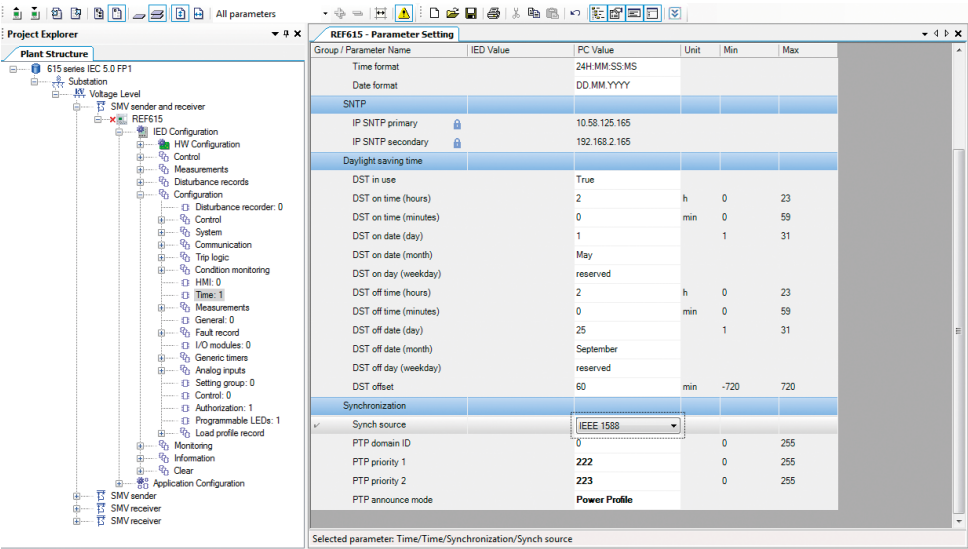 All parameters
Project Explorer
Plant Structure
615 series IEC 5.0 FP1
Substation
Voltage Level
SMV sender and receiver
REF615
IED Configuration
HW Configuration
Control
Measurements
Disturbance records
Configuration
Disturbance recorder: 0
Control
System
Communication
Trip logic
Condition monitoring
HMI: 0
Time: 1
Measurements
General: 0
Fault record
I/O modules: 0
Generic timers
Analog inputs
Setting group: 0
Control: 0
Authorization: 1
Programmable LEDs: 1
Load profile record
Monitoring
Information
Clear
Application Configuration
SMV sender
SMV receiver
SMV receiver
REF615 - Parameter Setting
Group / Parameter Name IED Value PC Value Unit Min Max
Time format 24H:MM:SS:MS
Date format DD.MM.YYYY
SNTP
IP SNTP primary 10.58.125.165
IP SNTP secondary 192.168.2.165
Daylight saving time
DST in use True
DST on time (hours) 2 h 0 23
DST on time (minutes) 0 min 0 59
DST on date (day) 1 1 31
DST on date (month) May
DST on day (weekday) reserved
DST off time (hours) 2 h 0 23
DST off time (minutes) 0 min 0 59
DST off date (day) 25 1 31
DST off date (month) September
DST off day (weekday) reserved
DST offset 60 min -720 720
Synchronization
Synch source IEEE 1588
PTP domain ID 0 0 255
PTP priority 1 222 0 255
PTP priority 2 223 0 255
PTP announce mode Power Profile
Selected parameter: Time/Time/Synchronization/Synch source